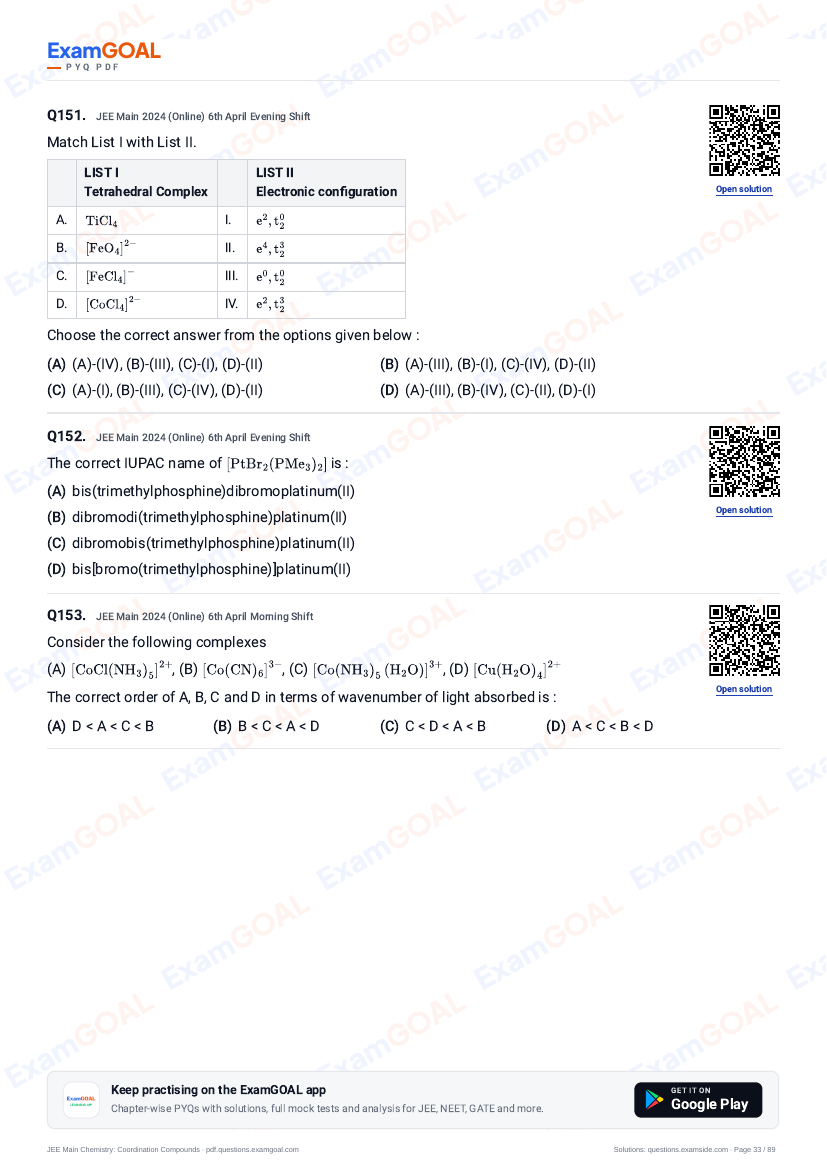 ExamGOAL
PYQ PDF
Q151. JEE Main 2024 (Online) 6th April Evening Shift
Match List I with List II.
LIST I
Tetrahedral Complex
LIST II
Electronic configuration
A. TiCl₄ I. e², t₂⁰
B. [FeO₄]²⁻ II. e⁴, t₂³
C. [FeCl₄]⁻ III. e⁰, t₂⁰
D. [CoCl₄]²⁻ IV. e², t₂³
Choose the correct answer from the options given below :
(A) (A)-(IV), (B)-(III), (C)-(I), (D)-(II) (B) (A)-(III), (B)-(I), (C)-(IV), (D)-(II)
(C) (A)-(I), (B)-(III), (C)-(IV), (D)-(II) (D) (A)-(III), (B)-(IV), (C)-(II), (D)-(I)
Open solution
Q152. JEE Main 2024 (Online) 6th April Evening Shift
The correct IUPAC name of [PtBr₂(PMe₃)₂] is :
(A) bis(trimethylphosphine)dibromoplatinum(II)
(B) dibromodi(trimethylphosphine)platinum(II)
(C) dibromobis(trimethylphosphine)platinum(II)
(D) bis[bromo(trimethylphosphine)]platinum(II)
Open solution
Q153. JEE Main 2024 (Online) 6th April Morning Shift
Consider the following complexes
(A) [CoCl(NH₃)₅]²⁺, (B) [Co(CN)₆]³⁻, (C) [Co(NH₃)₅ (H₂O)]³⁺, (D) [Cu(H₂O)₄]²⁺
The correct order of A, B, C and D in terms of wavenumber of light absorbed is :
(A) D < A < C < B (B) B < C < A < D (C) C < D < A < B (D) A < C < B < D
Open solution
Keep practising on the ExamGOAL app
Chapter-wise PYQs with solutions, full mock tests and analysis for JEE, NEET, GATE and more.
GET IT ON
Google Play
JEE Main Chemistry: Coordination Compounds · pdf.questions.examgoal.com
Solutions: questions.examside.com · Page 33 / 89